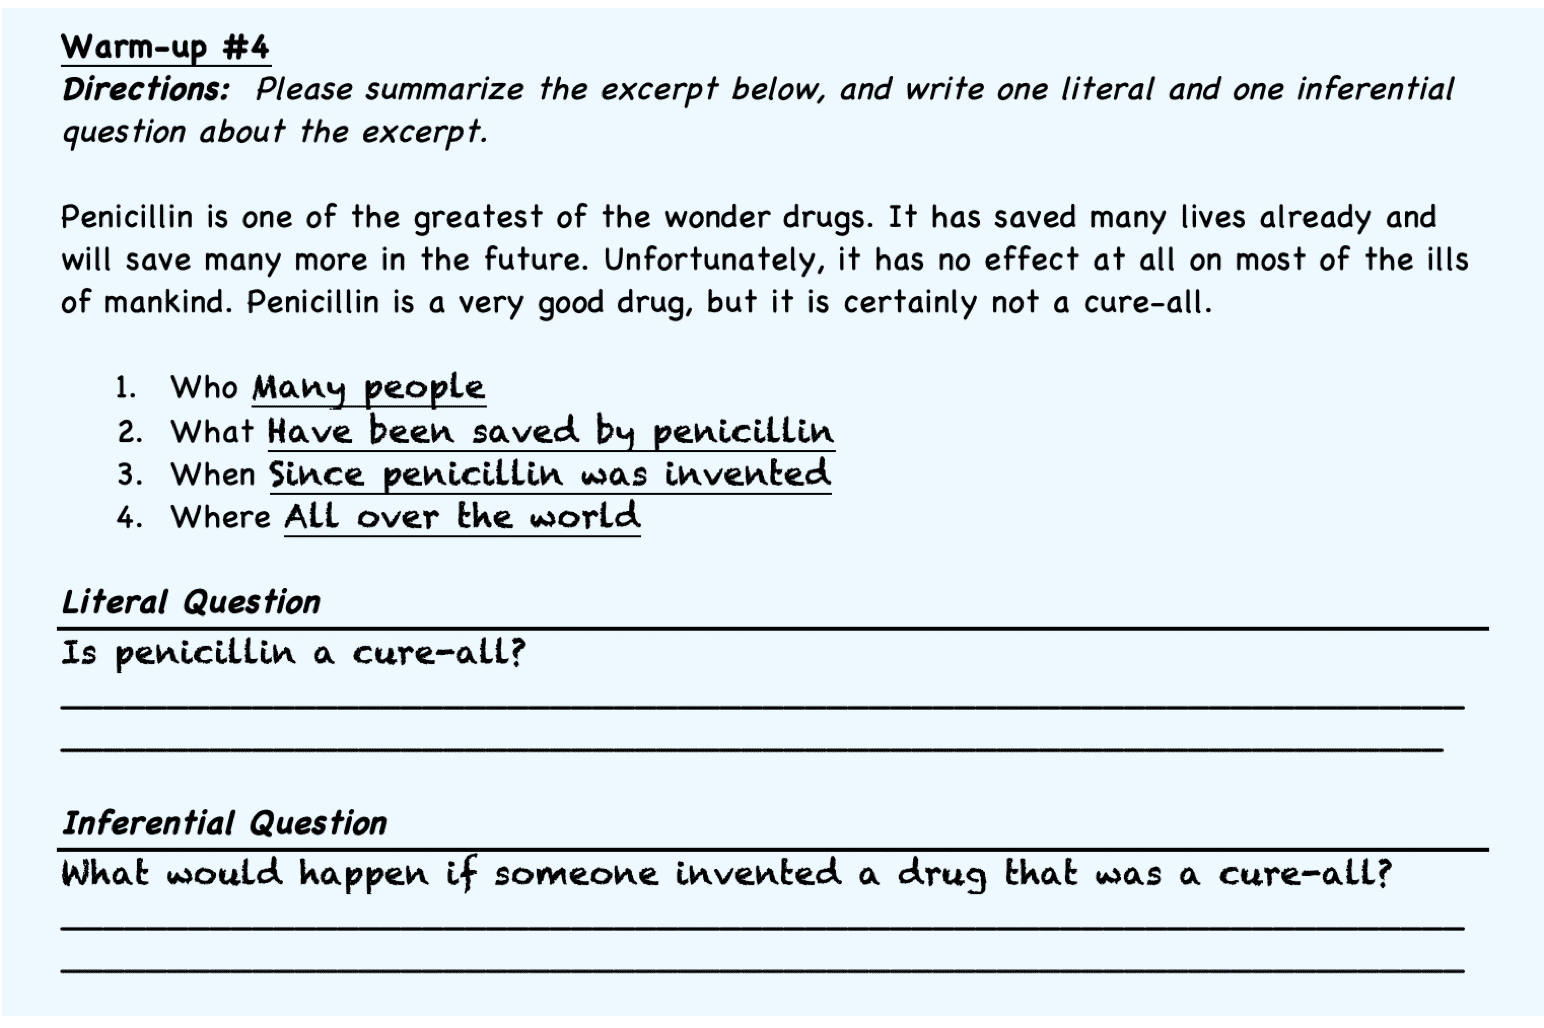 Warm-up #4
Directions: Please summarize the excerpt below, and write one literal and one inferential
question about the excerpt.
Penicillin is one of the greatest of the wonder drugs. It has saved many lives already and
will save many more in the future. Unfortunately, it has no effect at all on most of the ills
of mankind. Penicillin is a very good drug, but it is certainly not a cure-all.
1. Who Many people
2. What Have been saved by penicillin
3. When Since penicillin was invented
4. Where All over the world
Literal Question
Is penicillin a cure-all?
Inferential Question
What would happen if someone invented a drug that was a cure-all?